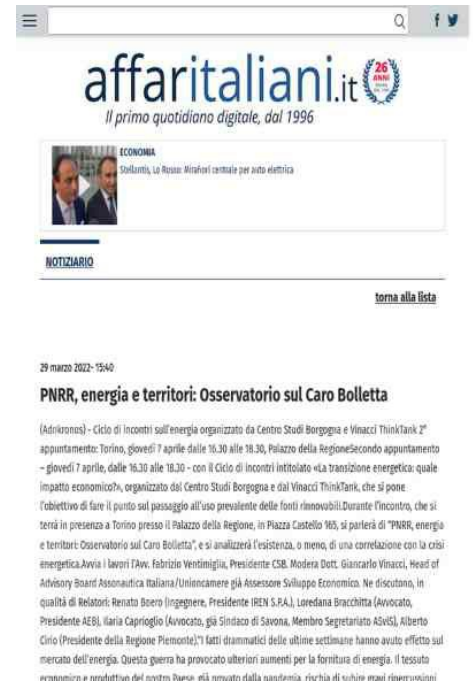 affaritaliani.it
26
ANNI
Il primo quotidiano digitale, dal 1996
ECONOMIA
Stellantis, Lo Russo: Mirafiori centrale per auto elettrica
NOTIZIARIO
torna alla lista
29 marzo 2022- 15:40
PNRR, energia e territori: Osservatorio sul Caro Bolletta
(Adnkronos) - Ciclo di incontri sull'energia organizzato da Centro Studi Borgogna e Vinacci ThinkTank 2°
appuntamento: Torino, giovedì 7 aprile dalle 16.30 alle 18.30, Palazzo della RegioneSecondo appuntamento
– giovedì 7 aprile, dalle 16.30 alle 18.30 - con il Ciclo di incontri intitolato «La transizione energetica: quale
impatto economico?», organizzato dal Centro Studi Borgogna e dal Vinacci ThinkTank, che si pone
l'obiettivo di fare il punto sul passaggio all'uso prevalente delle fonti rinnovabili.Durante l'incontro, che si
terrà in presenza a Torino presso il Palazzo della Regione, in Piazza Castello 165, si parlerà di "PNRR, energia
e territori: Osservatorio sul Caro Bolletta", e si analizzerà l'esistenza, o meno, di una correlazione con la crisi
energetica.Avvia i lavori l'Avv. Fabrizio Ventimiglia, Presidente CSB. Modera Dott. Giancarlo Vinacci, Head of
Advisory Board Assonautica Italiana/Unioncamere già Assessore Sviluppo Economico. Ne discutono, in
qualità di Relatori: Renato Boero (Ingegnere, Presidente IREN S.P.A.), Loredana Bracchitta (Avvocato,
Presidente AEB), Ilaria Caprioglio (Avvocato, già Sindaco di Savona, Membro Segretariato ASviS), Alberto
Cirio (Presidente della Regione Piemonte)."I fatti drammatici delle ultime settimane hanno avuto effetto sul
mercato dell'energia. Questa guerra ha provocato ulteriori aumenti per la fornitura di energia. Il tessuto
economico e produttivo del nostro Paese, già provato dalla pandemia, rischia di subire maxi ripercussioni